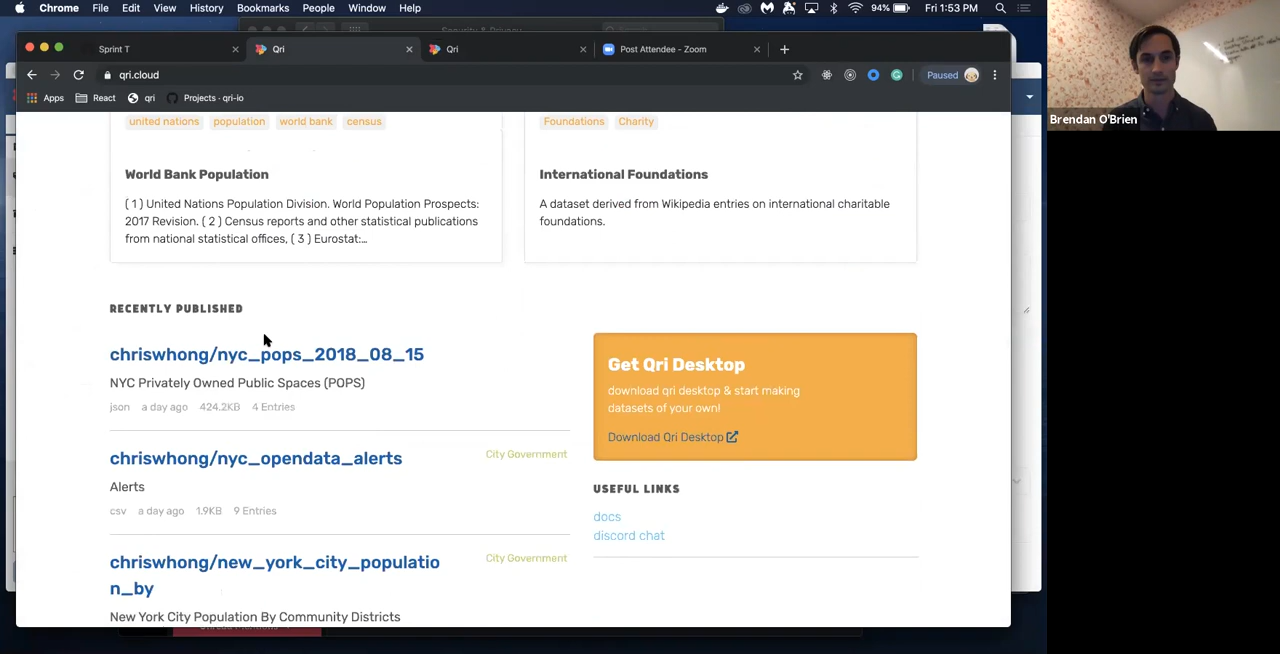 Chrome File Edit View History Bookmarks People Window Help
94% Fri 1:53 PM
Sprint T
Qri
Qri
Post Attendee - Zoom
qri.cloud
Paused
Apps React qri Projects · qri-io
Brendan O'Brien
united nations population world bank census
Foundations Charity
World Bank Population
( 1 ) United Nations Population Division. World Population Prospects:
2017 Revision. ( 2 ) Census reports and other statistical publications
from national statistical offices, ( 3 ) Eurostat:...
International Foundations
A dataset derived from Wikipedia entries on international charitable
foundations.
RECENTLY PUBLISHED
chriswhong/nyc_pops_2018_08_15
NYC Privately Owned Public Spaces (POPS)
json a day ago 424.2KB 4 Entries
chriswhong/nyc_opendata_alerts
City Government
Alerts
csv a day ago 1.9KB 9 Entries
chriswhong/new_york_city_populatio
n_by
City Government
New York City Population By Community Districts
Get Qri Desktop
download qri desktop & start making
datasets of your own!
Download Qri Desktop
USEFUL LINKS
docs
discord chat